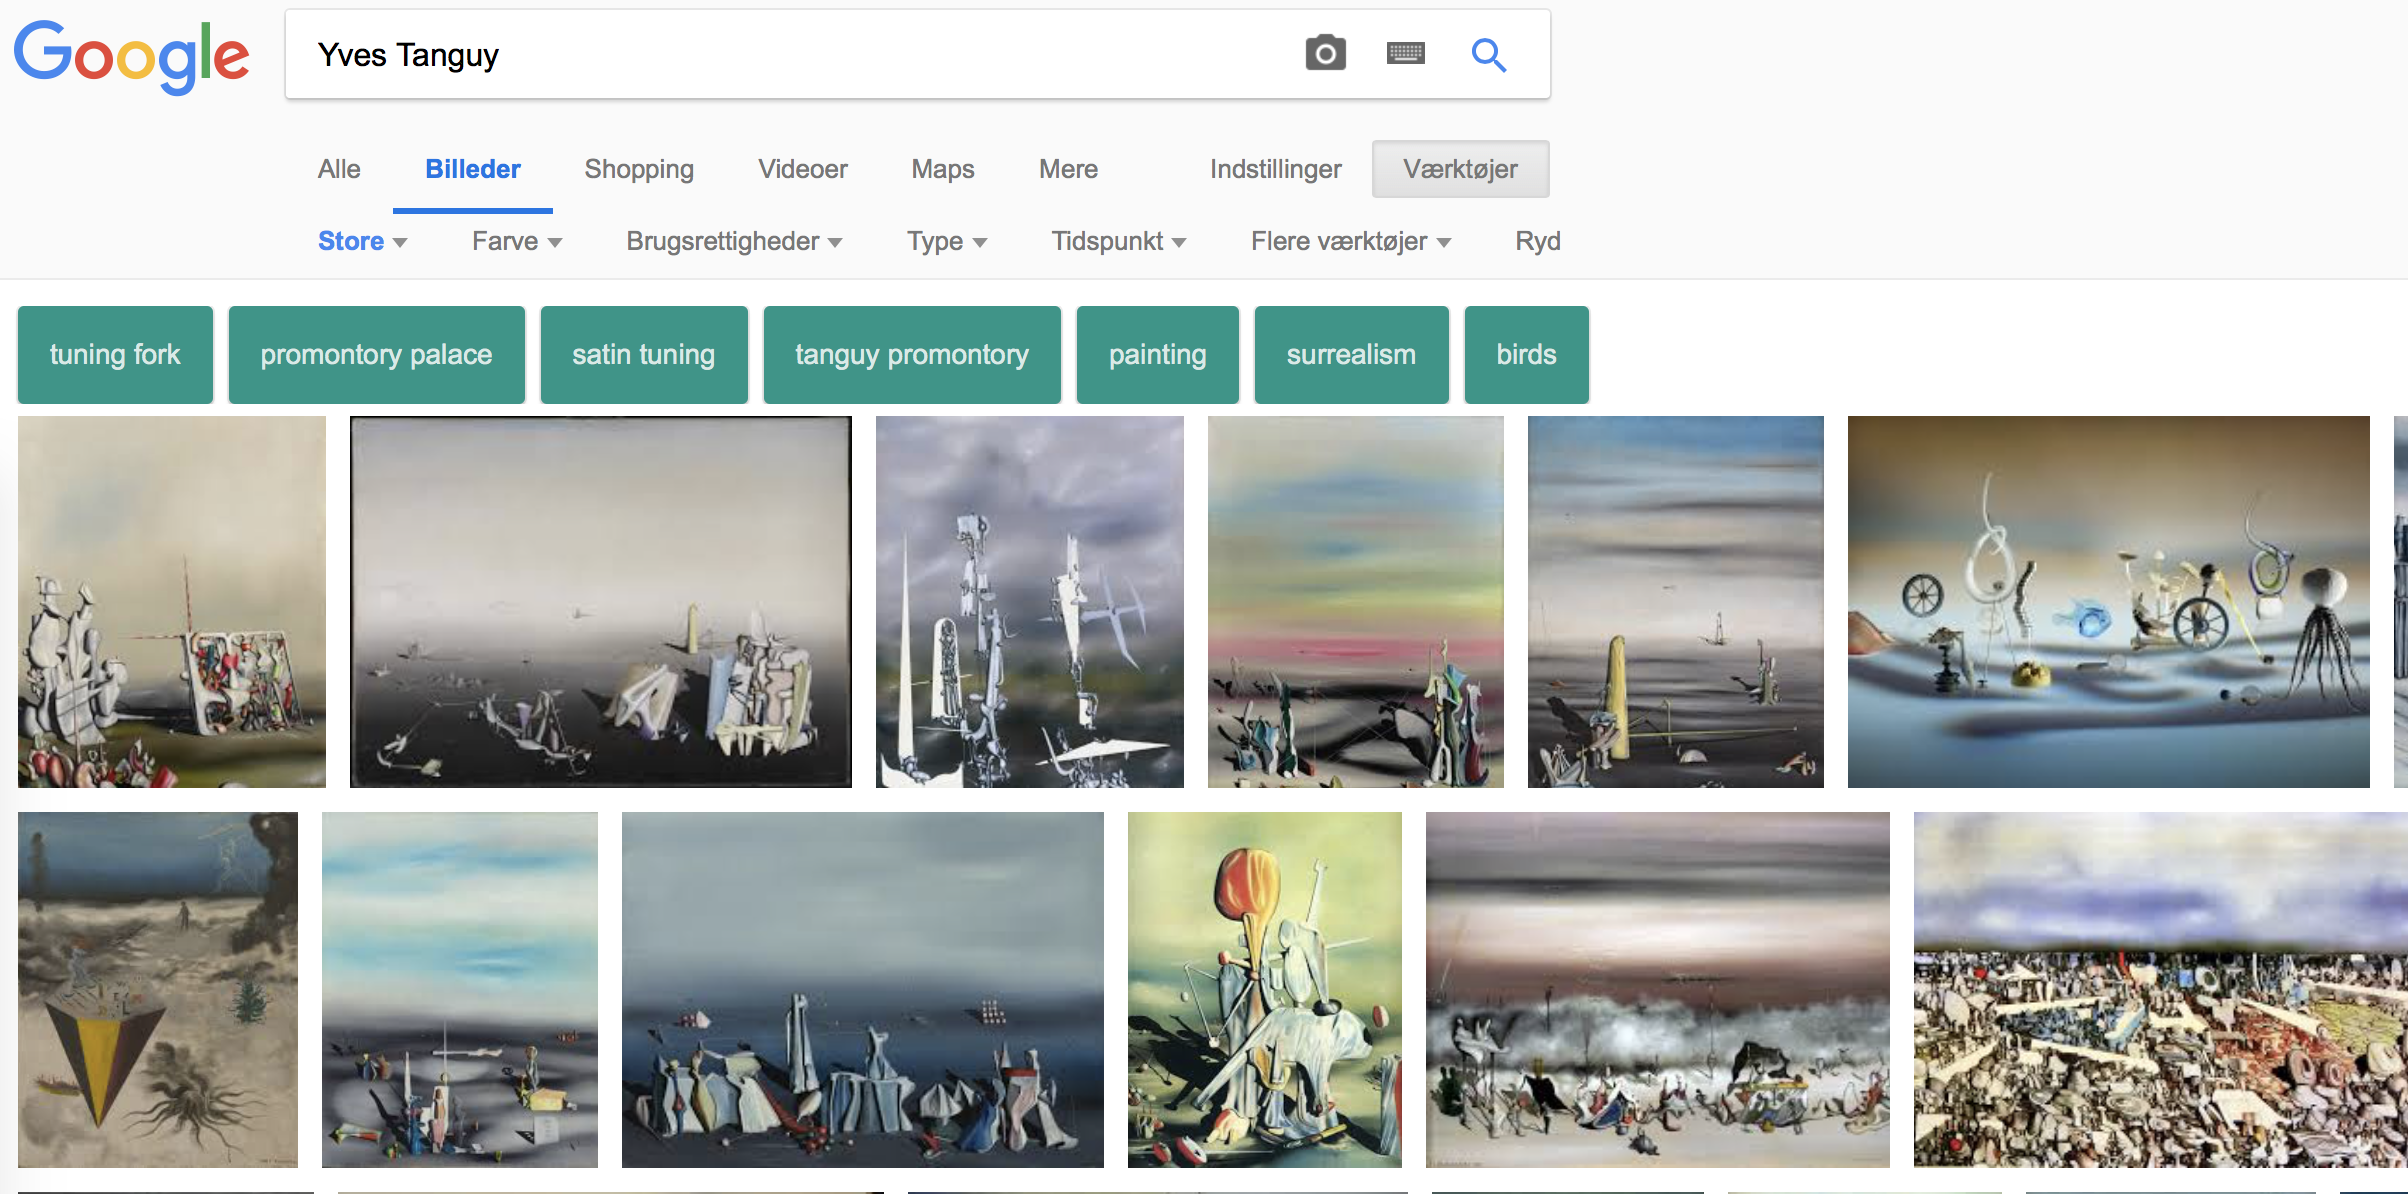 Google
Yves Tanguy
Alle Billeder Shopping Videoer Maps Mere Indstillinger Værktøjer
Store Farve Brugsrettigheder Type Tidspunkt Flere værktøjer Ryd
tuning fork promontory palace satin tuning tanguy promontory painting surrealism birds